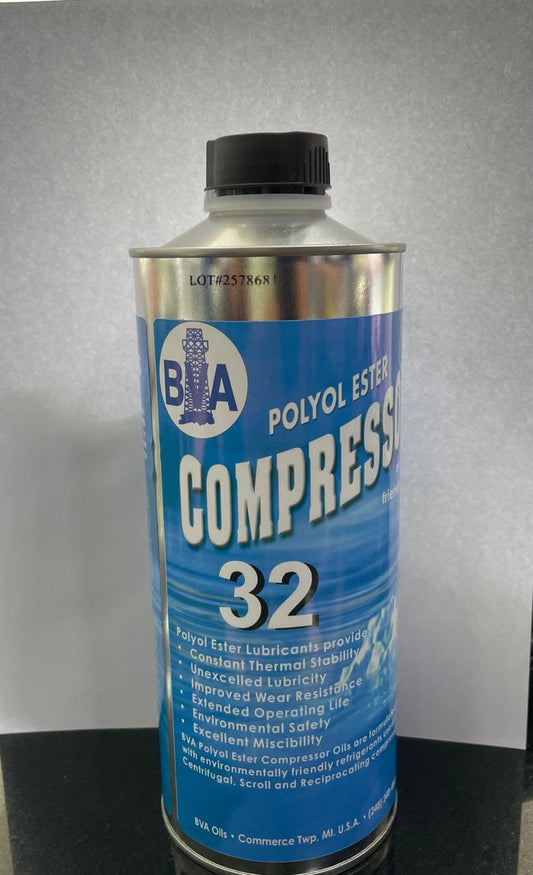 LOT#257868
BVA
POLYOL ESTER
COMPRESSO
32
Polyol Ester Lubricants provide
• Constant Thermal Stability
• Unexcelled Lubricity
• Improved Wear Resistance
• Extended Operating Life
• Environmental Safety
• Excellent Miscibility
BVA Polyol Ester Compressor Oils are
with environmentally friendly refrigerants
Centrifugal, Scroll and Reciprocating
BVA Oils • Commerce Twp, MI. U.S.A. • (248)